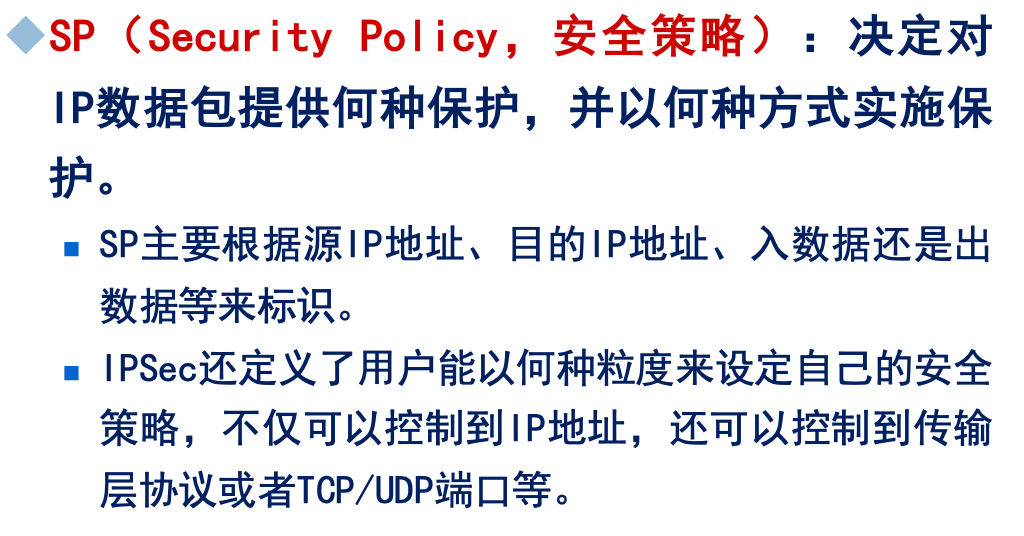 SP（Security Policy，安全策略）：决定对
IP数据包提供何种保护，并以何种方式实施保
护。
SP主要根据源IP地址、目的IP地址、入数据还是出
数据等来标识。
IPSec还定义了用户能以何种粒度来设定自己的安全
策略，不仅可以控制到IP地址，还可以控制到传输
层协议或者TCP/UDP端口等。